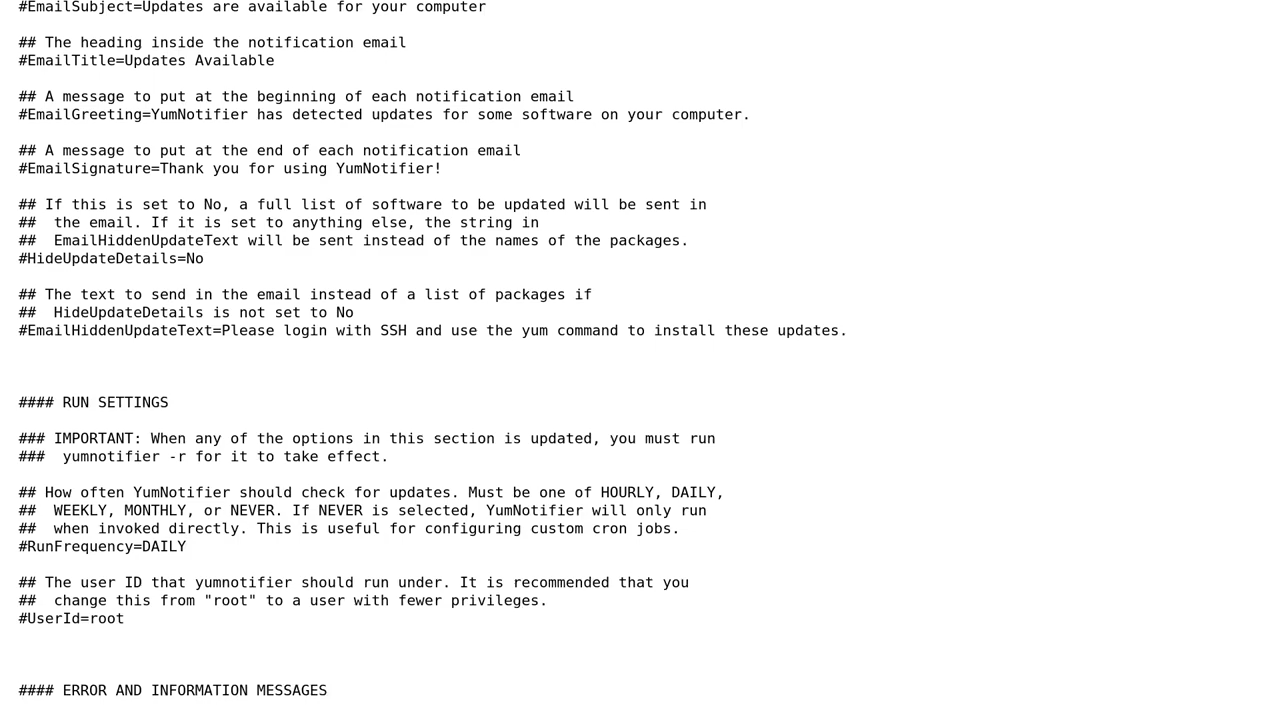 #EmailSubject=Updates are available for your computer
## The heading inside the notification email
#EmailTitle=Updates Available
## A message to put at the beginning of each notification email
#EmailGreeting=YumNotifier has detected updates for some software on your computer.
## A message to put at the end of each notification email
#EmailSignature=Thank you for using YumNotifier!
## If this is set to No, a full list of software to be updated will be sent in
##  the email. If it is set to anything else, the string in
##  EmailHiddenUpdateText will be sent instead of the names of the packages.
#HideUpdateDetails=No
## The text to send in the email instead of a list of packages if
##  HideUpdateDetails is not set to No
#EmailHiddenUpdateText=Please login with SSH and use the yum command to install these updates.
#### RUN SETTINGS
### IMPORTANT: When any of the options in this section is updated, you must run
###  yumnotifier -r for it to take effect.
## How often YumNotifier should check for updates. Must be one of HOURLY, DAILY,
##  WEEKLY, MONTHLY, or NEVER. If NEVER is selected, YumNotifier will only run
##  when invoked directly. This is useful for configuring custom cron jobs.
#RunFrequency=DAILY
## The user ID that yumnotifier should run under. It is recommended that you
##  change this from "root" to a user with fewer privileges.
#UserId=root
#### ERROR AND INFORMATION MESSAGES